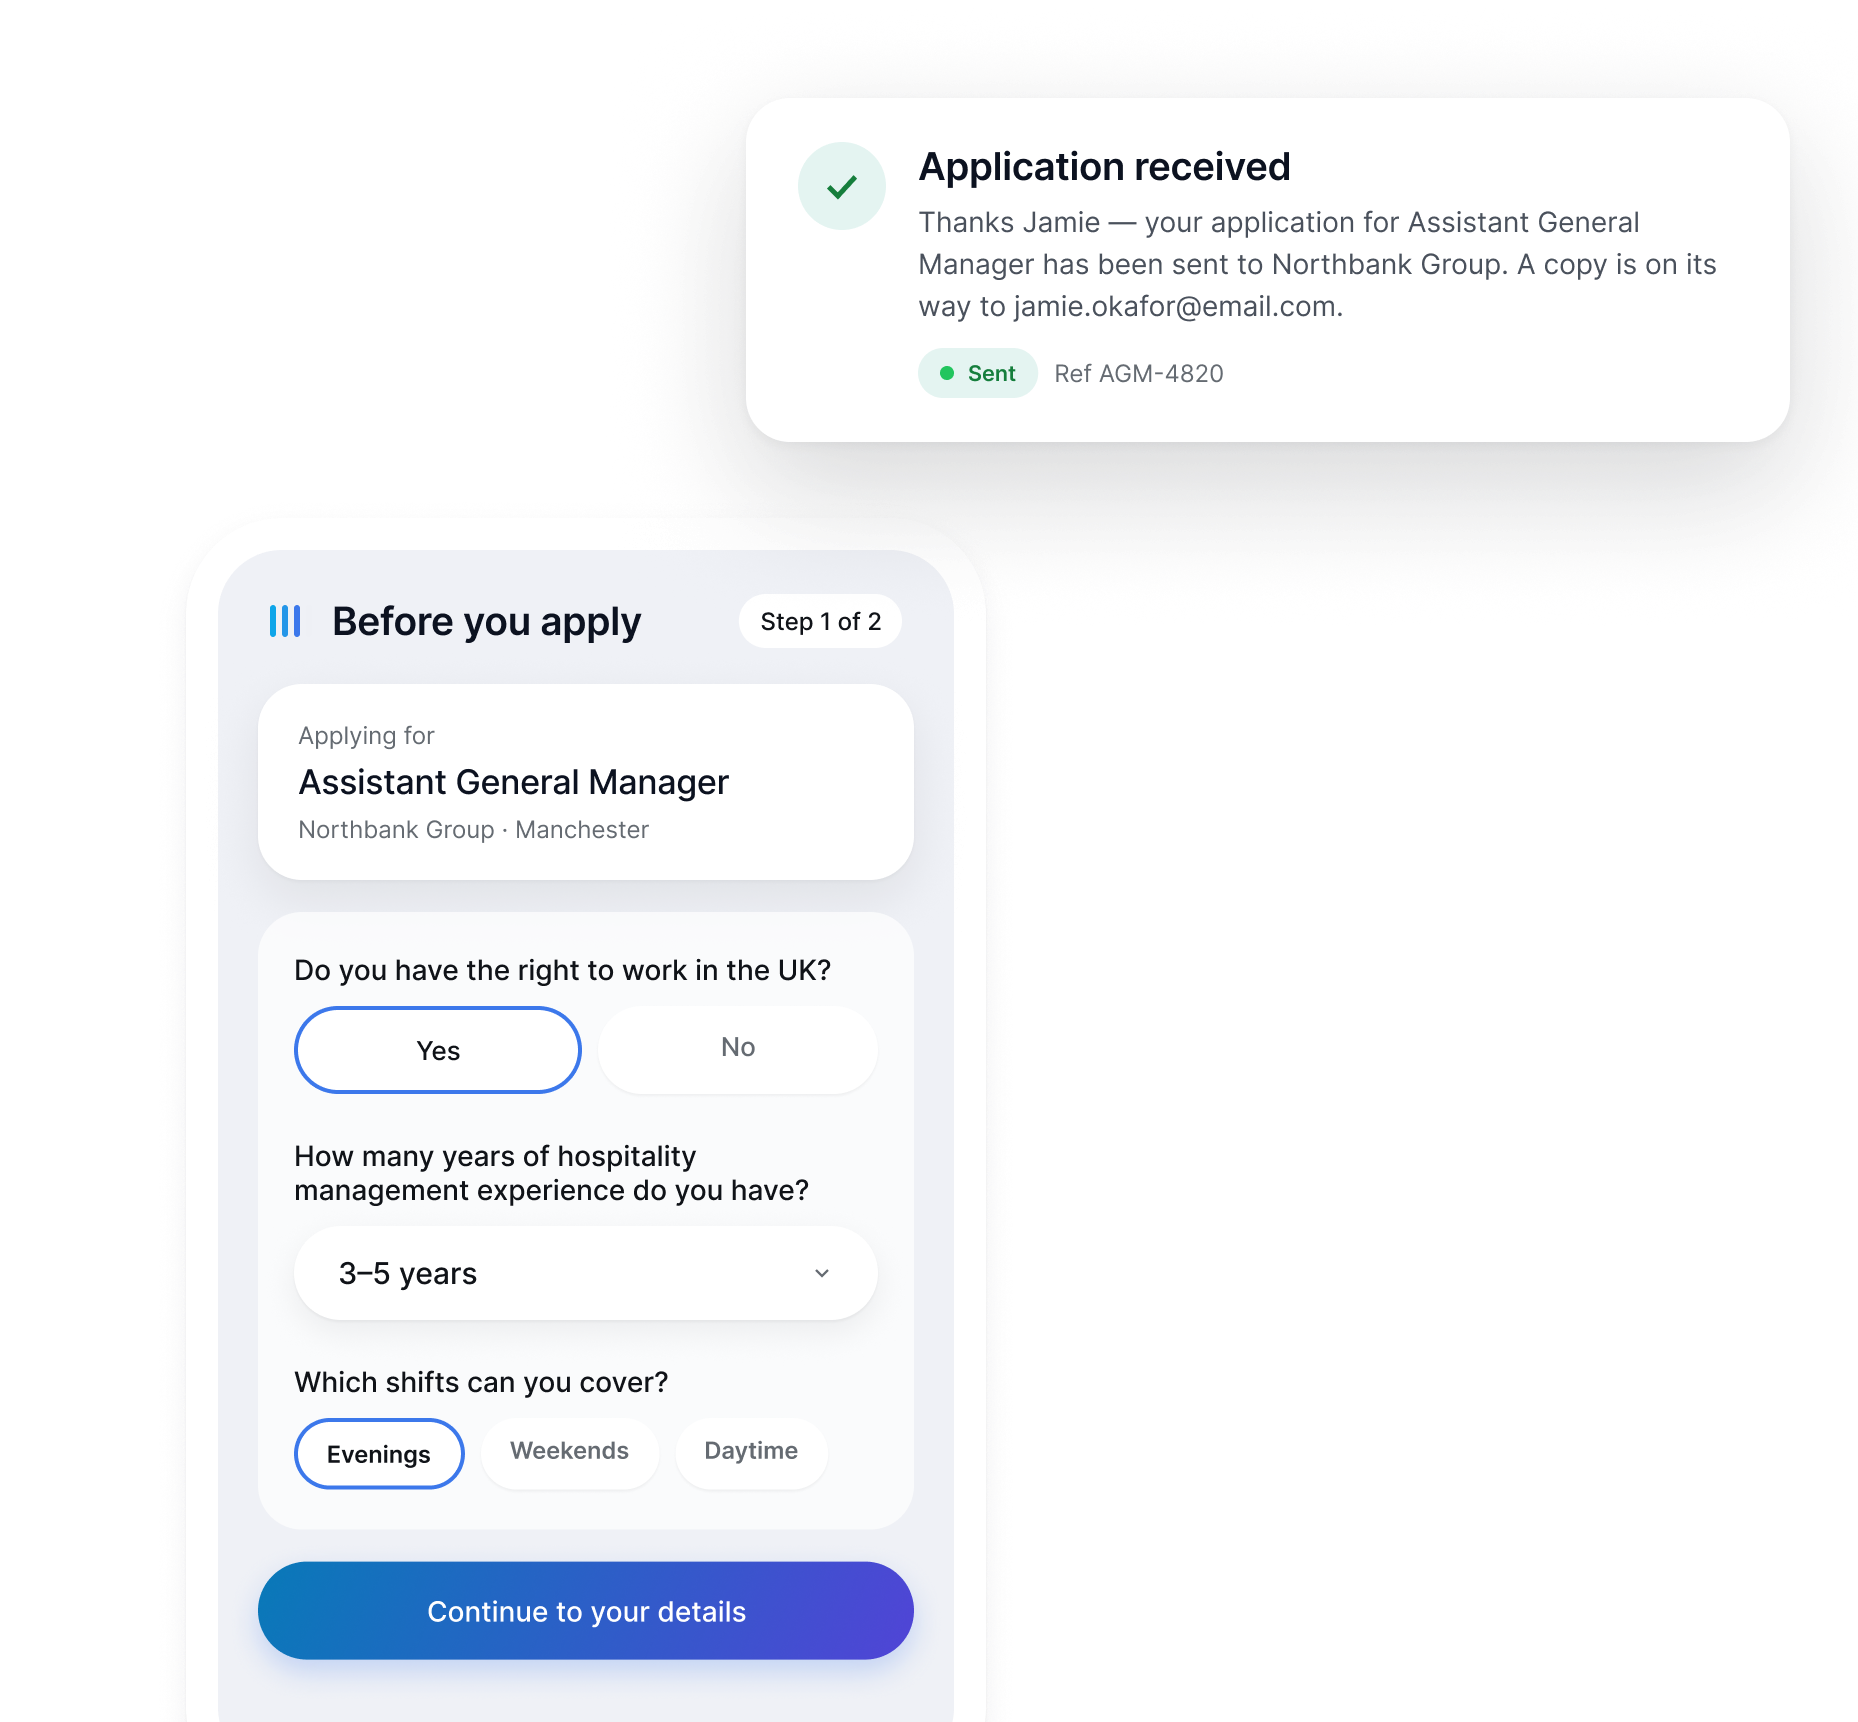 Application received
Thanks Jamie — your application for Assistant General
Manager has been sent to Northbank Group. A copy is on its
way to jamie.okafor@email.com.
Sent Ref AGM-4820
Before you apply Step 1 of 2
Applying for
Assistant General Manager
Northbank Group · Manchester
Do you have the right to work in the UK?
Yes No
How many years of hospitality
management experience do you have?
3–5 years
Which shifts can you cover?
Evenings Weekends Daytime
Continue to your details